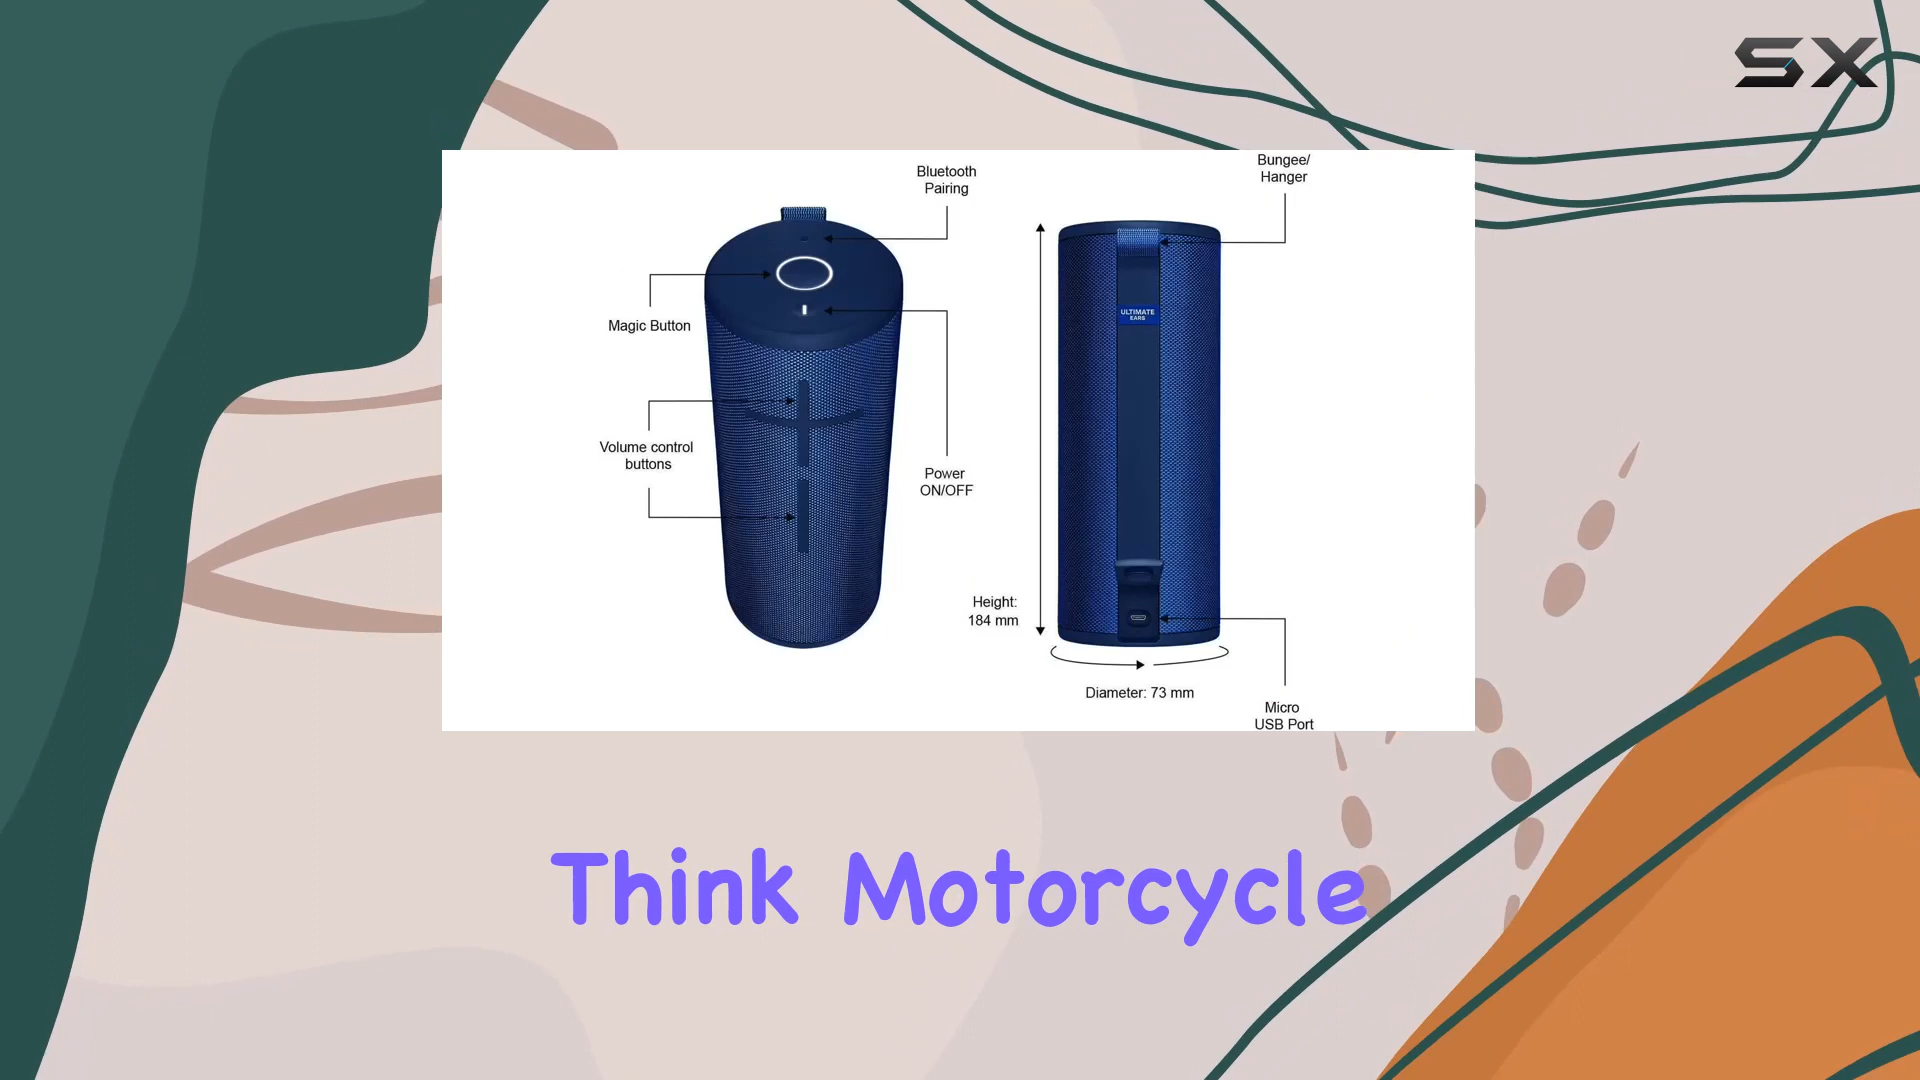 SX
Bluetooth
Pairing
Bungee/
Hanger
Magic Button
ULTIMATE
EARS
Volume control
buttons
Power
ON/OFF
Height:
184 mm
Diameter: 73 mm
Micro
USB Port
Think Motorcycle